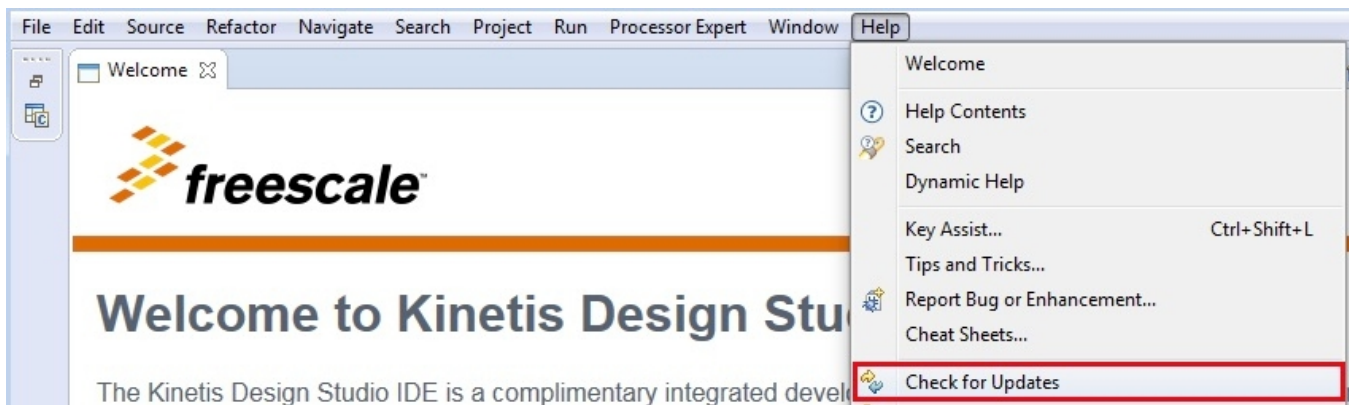 File Edit Source Refactor Navigate Search Project Run Processor Expert Window Help
Welcome
Welcome
Help Contents
Search
Dynamic Help
Key Assist... Ctrl+Shift+L
Tips and Tricks...
Report Bug or Enhancement...
Cheat Sheets...
Check for Updates
freescale™
Welcome to Kinetis Design Stu
The Kinetis Design Studio IDE is a complimentary integrated devel